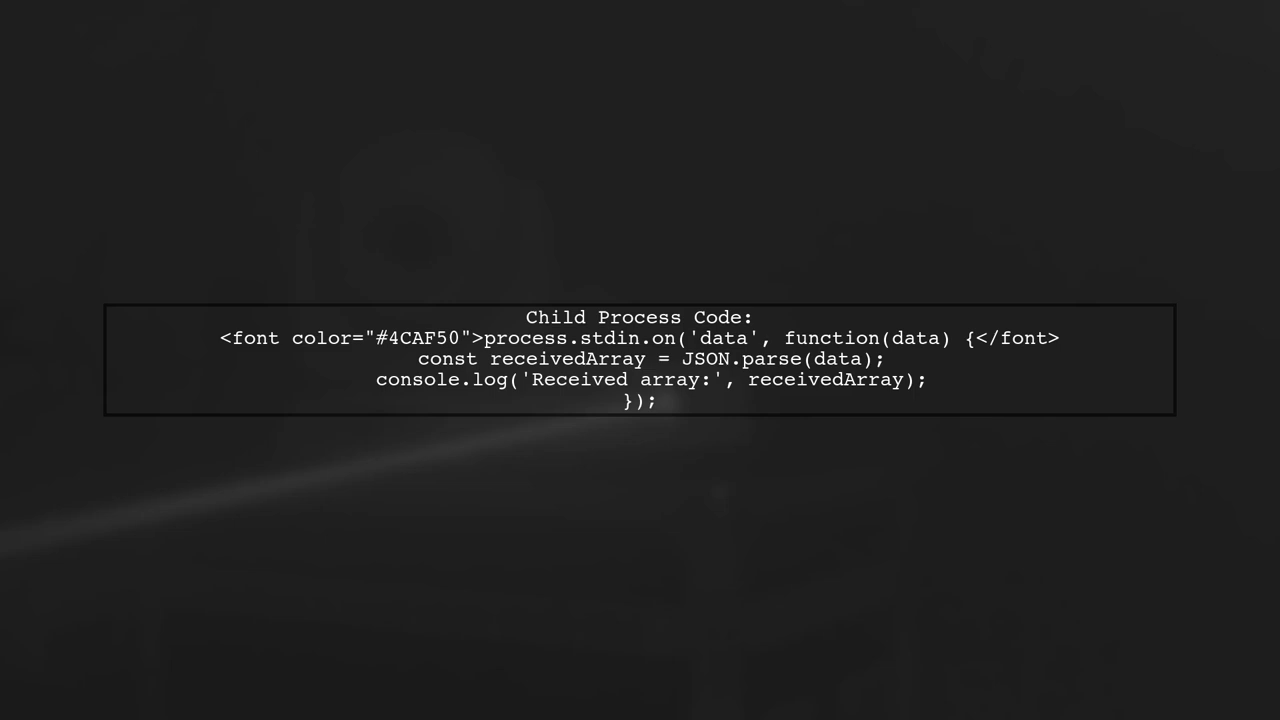 Child Process Code:
<font color="#4CAF50">process.stdin.on('data', function(data) {</font>
const receivedArray = JSON.parse(data);
console.log('Received array:', receivedArray);
});